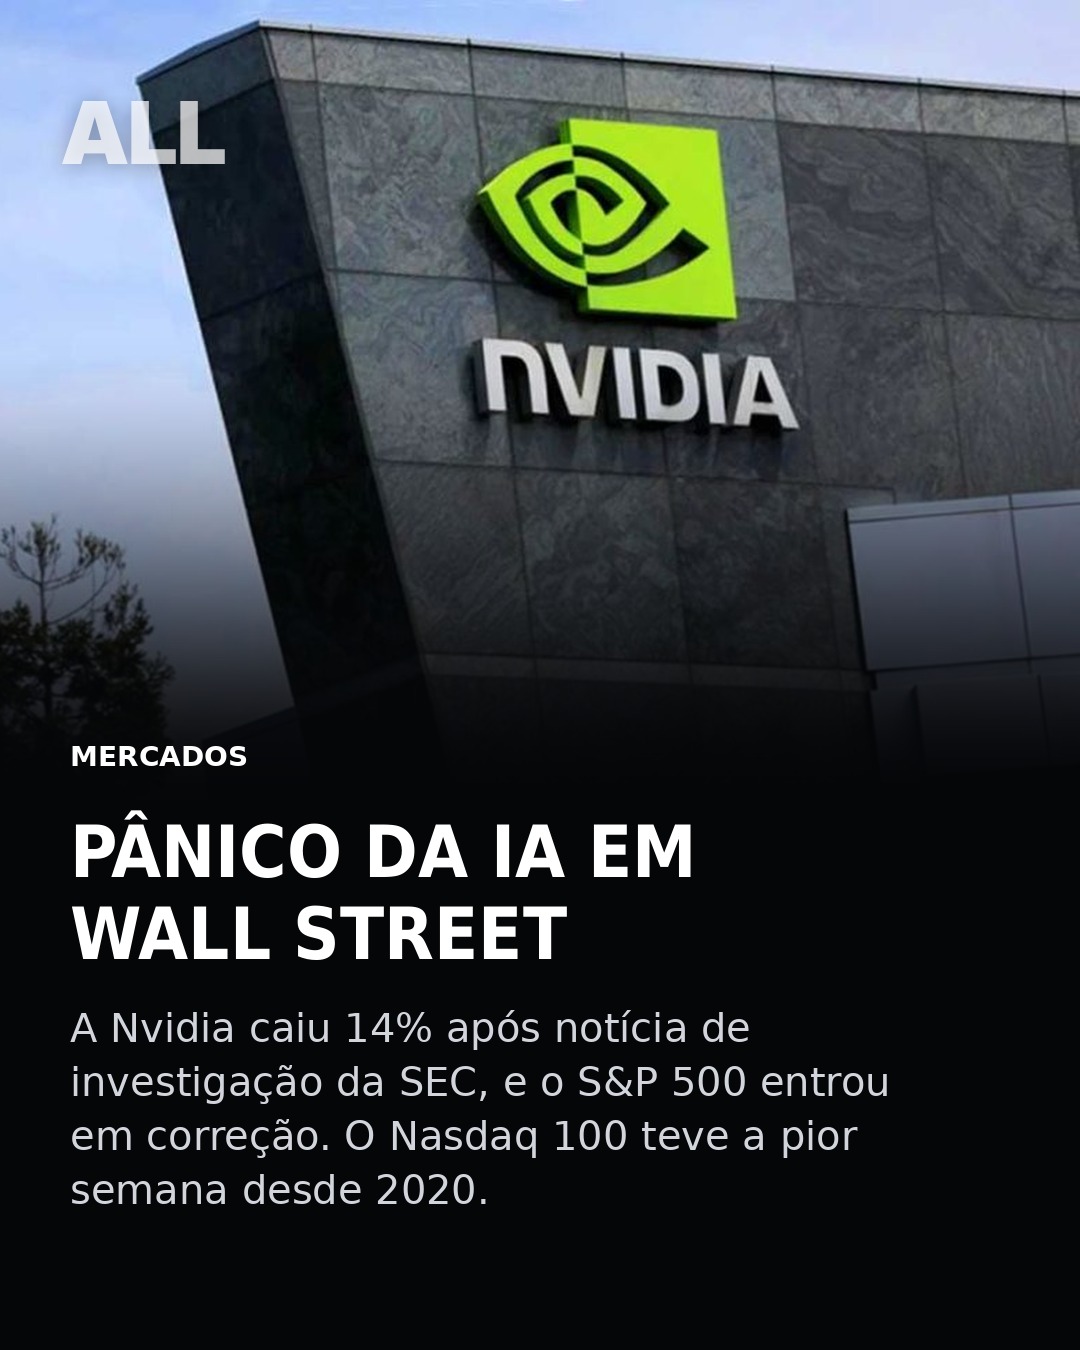 ALL
NVIDIA
MERCADOS
PÂNICO DA IA EM
WALL STREET
A Nvidia caiu 14% após notícia de
investigação da SEC, e o S&P 500 entrou
em correção. O Nasdaq 100 teve a pior
semana desde 2020.